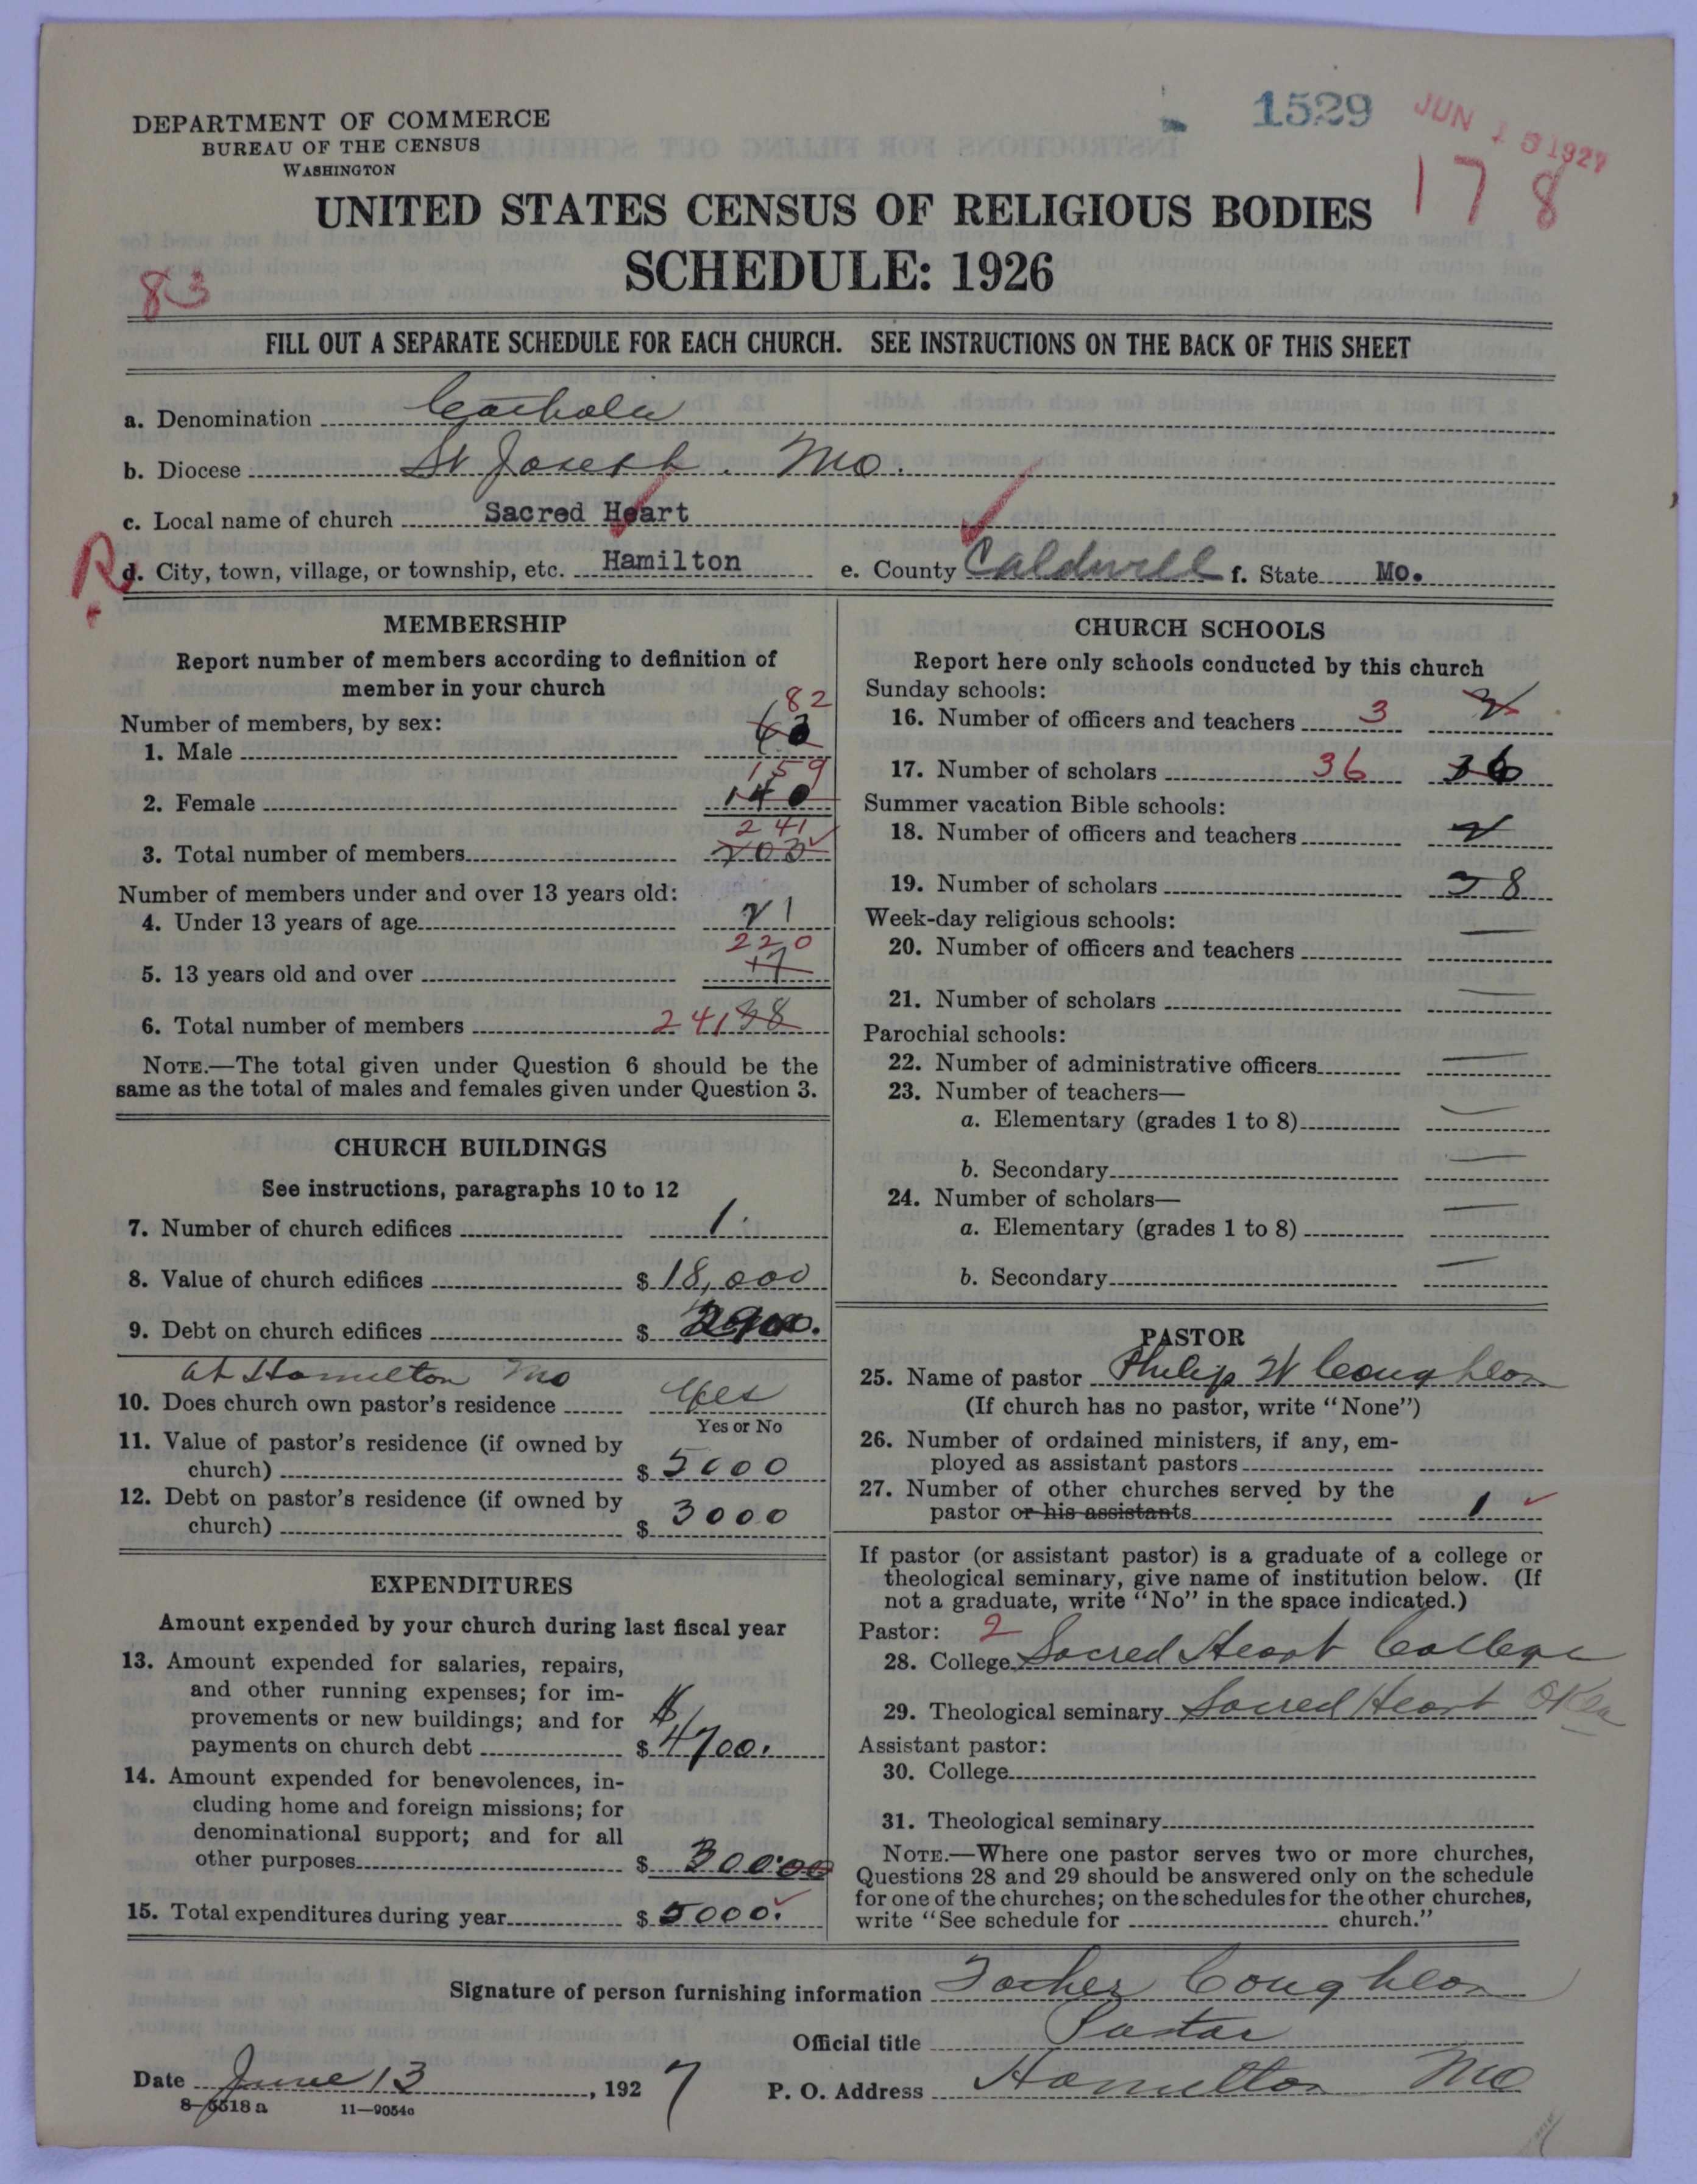 1529
JUN 15 1927
178
DEPARTMENT OF COMMERCE
BUREAU OF THE CENSUS
WASHINGTON
UNITED STATES CENSUS OF RELIGIOUS BODIES
SCHEDULE: 1926
83
FILL OUT A SEPARATE SCHEDULE FOR EACH CHURCH. SEE INSTRUCTIONS ON THE BACK OF THIS SHEET
a. Denomination Catholic
b. Diocese St Joseph. Mo.
c. Local name of church Sacred Heart
R
d. City, town, village, or township, etc. Hamilton e. County Caldwell f. State Mo.
MEMBERSHIP
Report number of members according to definition of
member in your church
Number of members, by sex:
82
1. Male 63
159
2. Female 140
241
3. Total number of members 203
Number of members under and over 13 years old:
4. Under 13 years of age 21
220
5. 13 years old and over 17
6. Total number of members 241 38
NOTE.—The total given under Question 6 should be the
same as the total of males and females given under Question 3.
CHURCH BUILDINGS
See instructions, paragraphs 10 to 12
7. Number of church edifices 1.
8. Value of church edifices $ 18,000
9. Debt on church edifices $
at Hamilton Mo
10. Does church own pastor's residence Yes
Yes or No
11. Value of pastor's residence (if owned by
church) $ 5000
12. Debt on pastor's residence (if owned by
church) $ 3000
EXPENDITURES
Amount expended by your church during last fiscal year
13. Amount expended for salaries, repairs,
and other running expenses; for im-
provements or new buildings; and for
payments on church debt $ 4700.
14. Amount expended for benevolences, in-
cluding home and foreign missions; for
denominational support; and for all
other purposes $ 300.00
15. Total expenditures during year $ 5000.
CHURCH SCHOOLS
Report here only schools conducted by this church
Sunday schools:
16. Number of officers and teachers 3 2
17. Number of scholars 36 36
Summer vacation Bible schools:
18. Number of officers and teachers 2
19. Number of scholars 38
Week-day religious schools:
20. Number of officers and teachers —
21. Number of scholars —
Parochial schools:
22. Number of administrative officers —
23. Number of teachers—
a. Elementary (grades 1 to 8) —
b. Secondary —
24. Number of scholars—
a. Elementary (grades 1 to 8) —
b. Secondary —
PASTOR
25. Name of pastor Philip W Coughlon
(If church has no pastor, write "None")
26. Number of ordained ministers, if any, em-
ployed as assistant pastors
27. Number of other churches served by the
pastor or his assistants 1
If pastor (or assistant pastor) is a graduate of a college or
theological seminary, give name of institution below. (If
not a graduate, write "No" in the space indicated.)
Pastor: 2
28. College Sacred Heart College
29. Theological seminary Sacred Heart Okla
Assistant pastor:
30. College
31. Theological seminary
NOTE.—Where one pastor serves two or more churches,
Questions 28 and 29 should be answered only on the schedule
for one of the churches; on the schedules for the other churches,
write "See schedule for church."
Signature of person furnishing information Father Coughlon
Official title Pastor
Date June 13, 1927 P. O. Address Hamilton Mo
8—5518 a 11—9054c